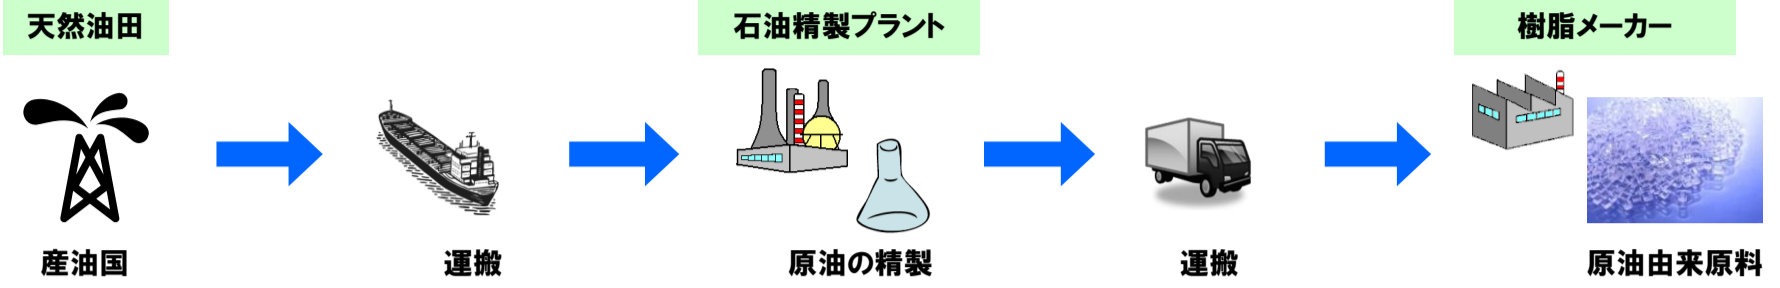 天然油田
石油精製プラント
樹脂メーカー
産油国
運搬
原油の精製
運搬
原油由来原料